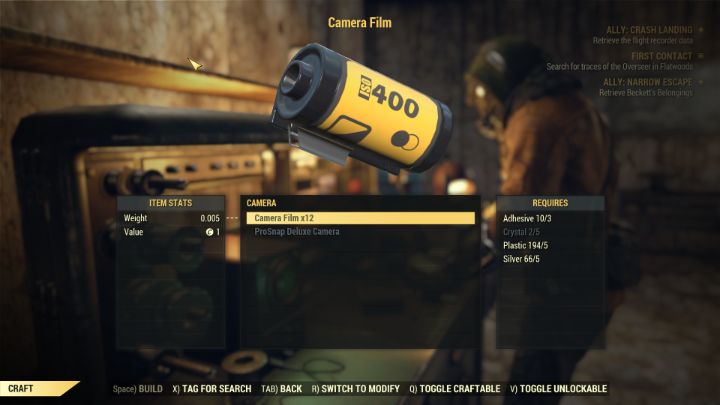 Camera Film
ALLY: CRASH LANDING
Retrieve the flight recorder data
FIRST CONTACT
Search for traces of the Overseer in Flatwoods
ALLY: NARROW ESCAPE
Retrieve Beckett's Belongings
ISO 400
ITEM STATS
Weight 0.005
Value 1
CAMERA
Camera Film x12
ProSnap Deluxe Camera
REQUIRES
Adhesive 10/3
Crystal 2/5
Plastic 194/5
Silver 66/5
CRAFT
Space) BUILD X) TAG FOR SEARCH TAB) BACK R) SWITCH TO MODIFY Q) TOGGLE CRAFTABLE V) TOGGLE UNLOCKABLE